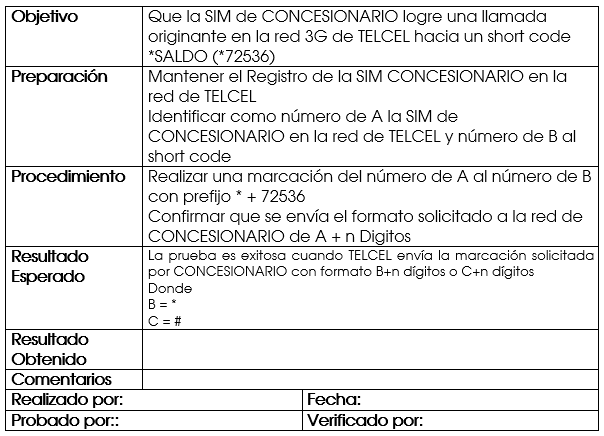 Objetivo
Que la SIM de CONCESIONARIO logre una llamada
originante en la red 3G de TELCEL hacia un short code
*SALDO (*72536)
Preparación
Mantener el Registro de la SIM CONCESIONARIO en la
red de TELCEL
Identificar como número de A la SIM de
CONCESIONARIO en la red de TELCEL y número de B al
short code
Procedimiento
Realizar una marcación del número de A al número de B
con prefijo * + 72536
Confirmar que se envía el formato solicitado a la red de
CONCESIONARIO de A + n Digitos
Resultado
Esperado
La prueba es exitosa cuando TELCEL envía la marcación solicitada
por CONCESIONARIO con formato B+n dígitos o C+n dígitos
Donde
B = *
C = #
Resultado
Obtenido
Comentarios
Realizado por:
Fecha:
Probado por::
Verificado por: